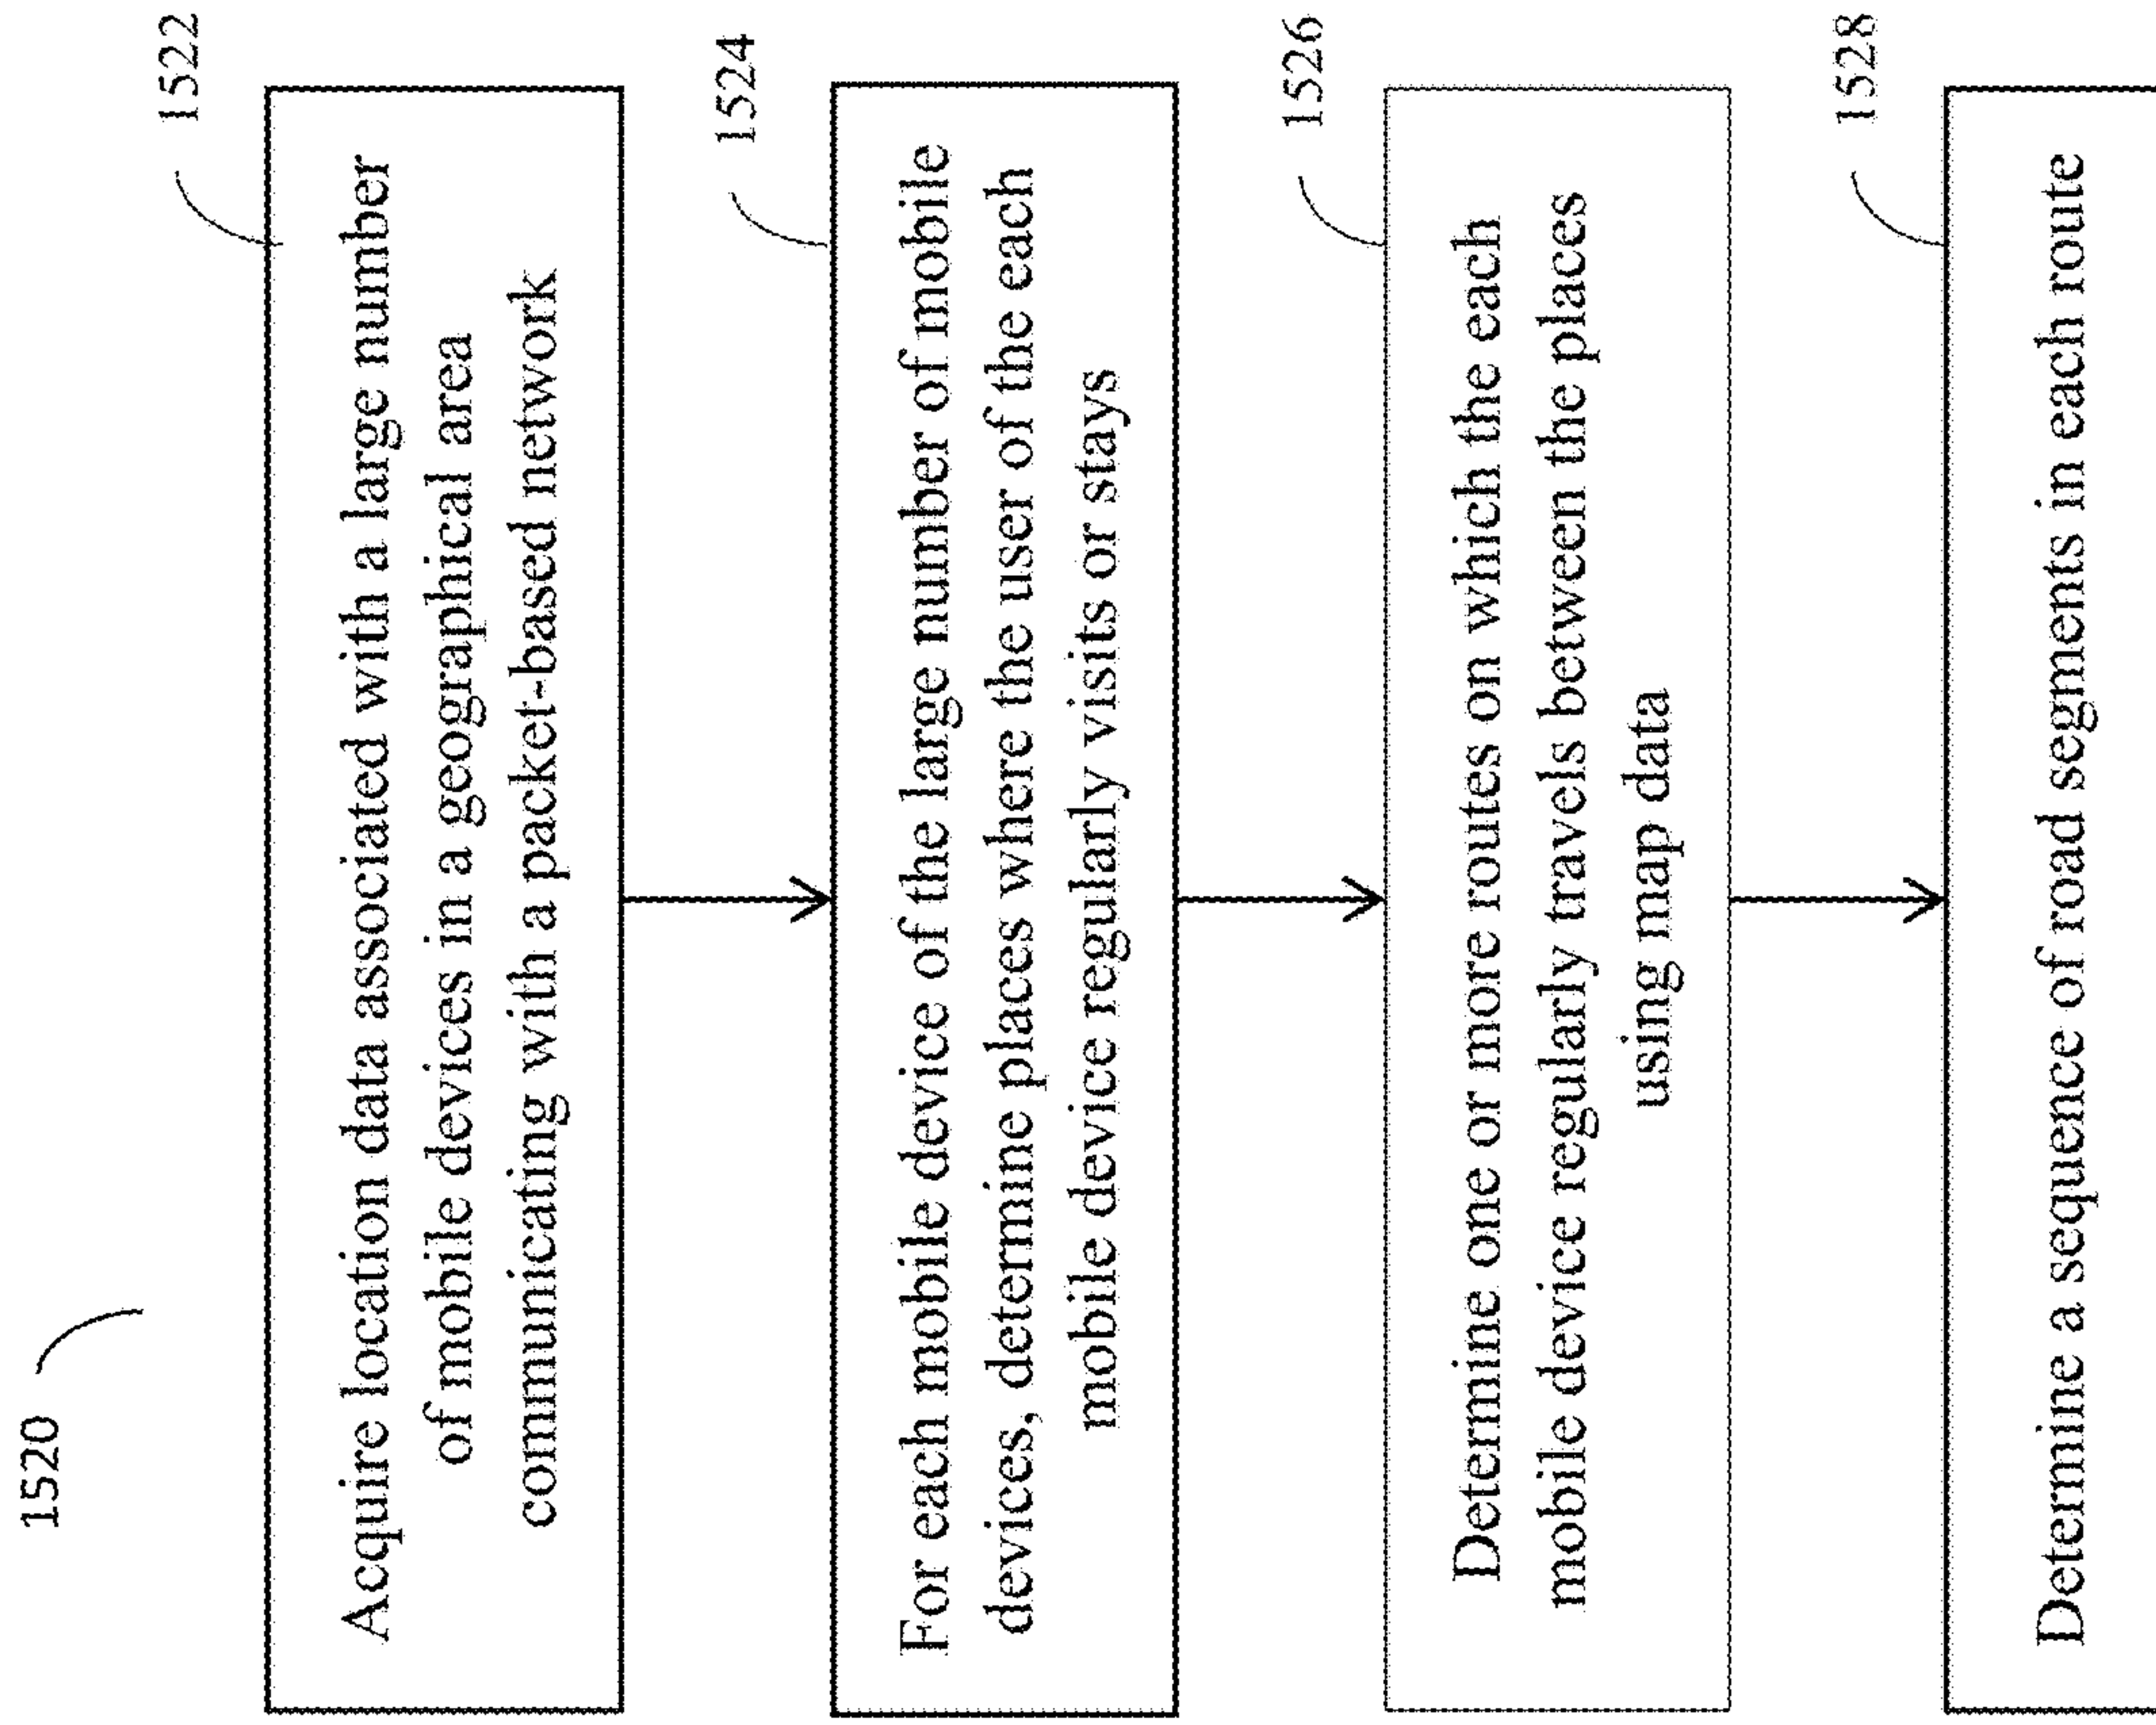 1520
1522
Acquire location data associated with a large number
of mobile devices in a geographical area
communicating with a packet-based network
1524
For each mobile device of the large number of mobile
devices, determine places where the user of the each
mobile device regularly visits or stays
1526
Determine one or more routes on which the each
mobile device regularly travels between the places
using map data
1528
Determine a sequence of road segments in each route